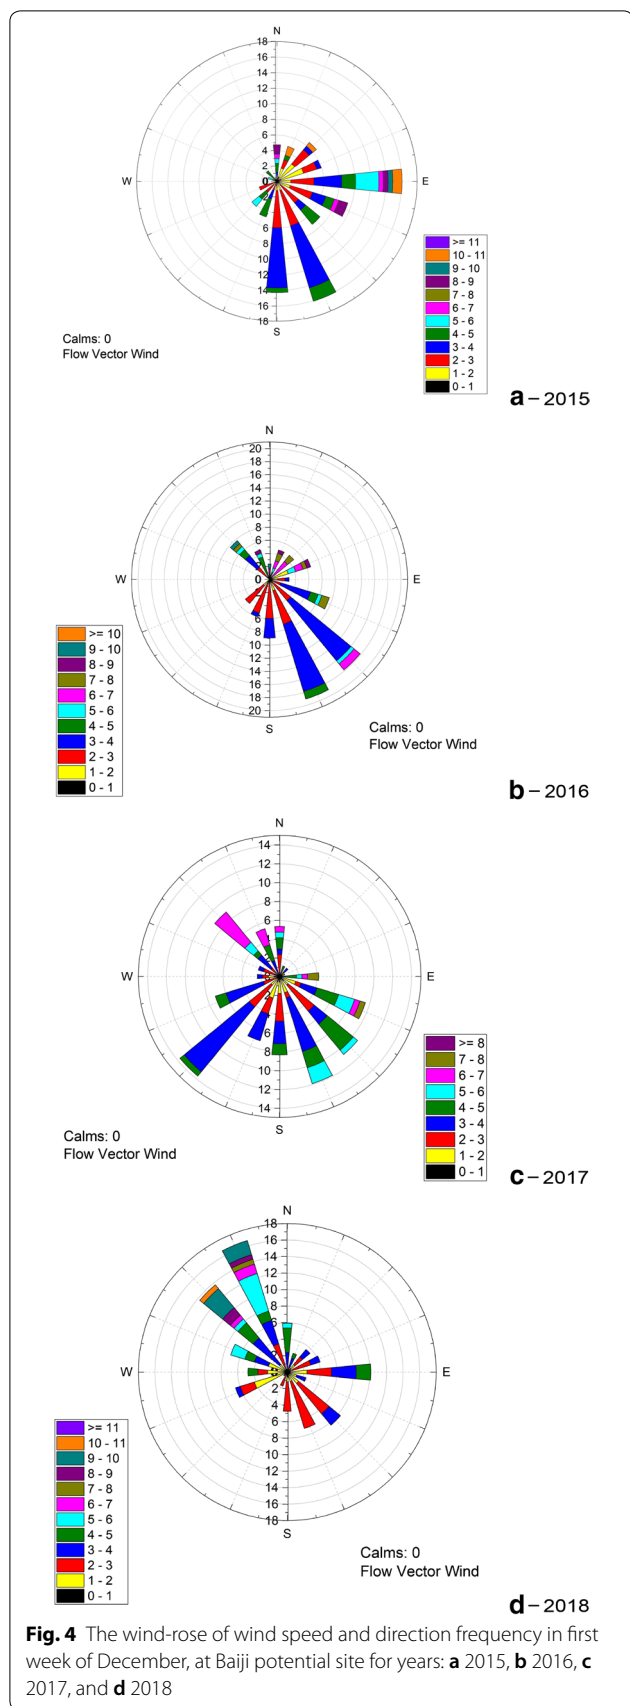 N
18
16
14
12
10
8
6
4
2
0
W
E
2
4
6
8
10
12
14
16
18
S
>= 11
10 - 11
9 - 10
8 - 9
7 - 8
6 - 7
5 - 6
4 - 5
3 - 4
2 - 3
1 - 2
0 - 1
Calms: 0
Flow Vector Wind
a – 2015
N
20
18
16
14
12
10
8
6
4
0
W
E
6
8
10
12
14
16
18
20
S
>= 10
9 - 10
8 - 9
7 - 8
6 - 7
5 - 6
4 - 5
3 - 4
2 - 3
1 - 2
0 - 1
Calms: 0
Flow Vector Wind
b – 2016
N
14
12
10
8
6
W
E
4
6
8
10
12
14
S
>= 8
7 - 8
6 - 7
5 - 6
4 - 5
3 - 4
2 - 3
1 - 2
0 - 1
Calms: 0
Flow Vector Wind
c – 2017
N
18
16
14
12
10
8
6
4
2
W
E
2
4
6
8
10
12
14
16
18
S
>= 11
10 - 11
9 - 10
8 - 9
7 - 8
6 - 7
5 - 6
4 - 5
3 - 4
2 - 3
1 - 2
0 - 1
Calms: 0
Flow Vector Wind
d – 2018
Fig. 4 The wind-rose of wind speed and direction frequency in first
week of December, at Baiji potential site for years: a 2015, b 2016, c
2017, and d 2018